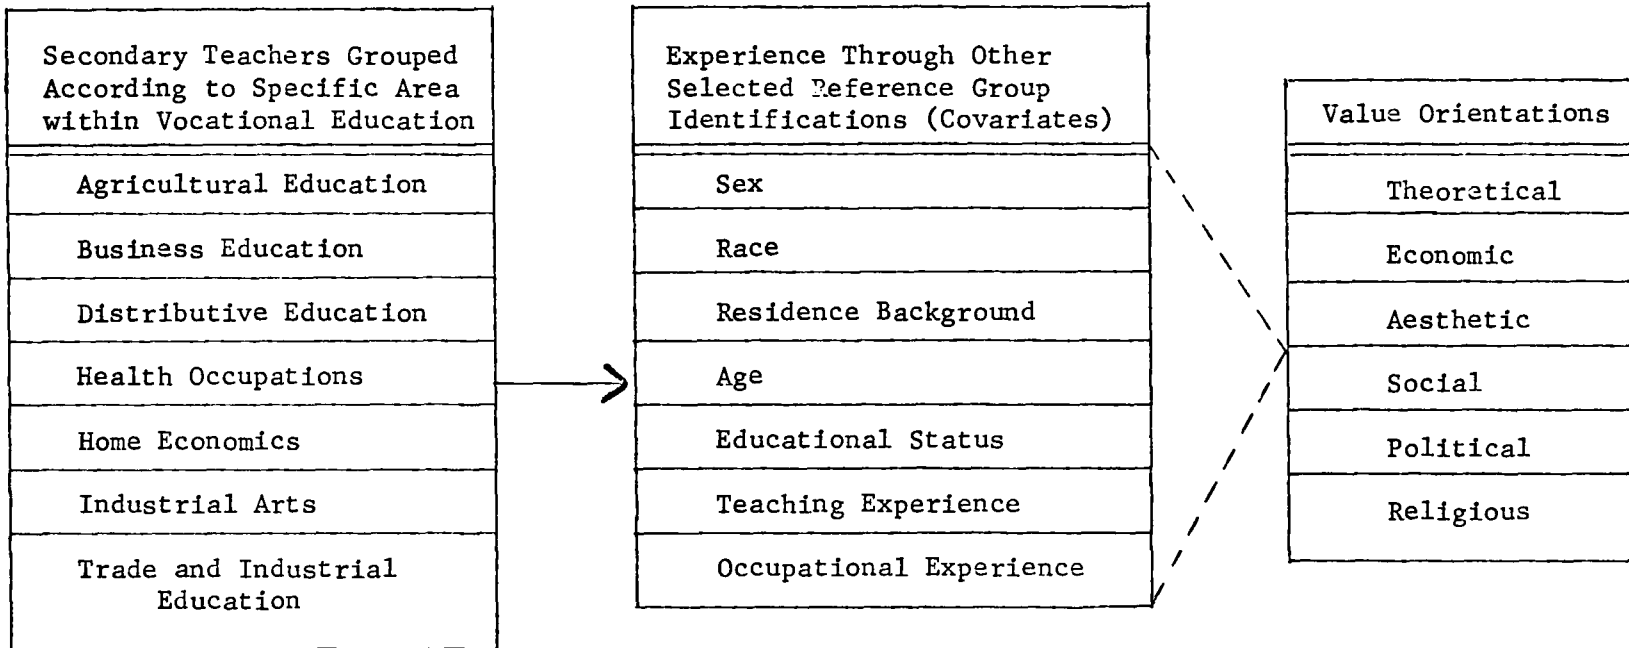 Secondary Teachers Grouped
According to Specific Area
within Vocational Education
Agricultural Education
Business Education
Distributive Education
Health Occupations
Home Economics
Industrial Arts
Trade and Industrial
Education
Experience Through Other
Selected Reference Group
Identifications (Covariates)
Sex
Race
Residence Background
Age
Educational Status
Teaching Experience
Occupational Experience
Value Orientations
Theoretical
Economic
Aesthetic
Social
Political
Religious